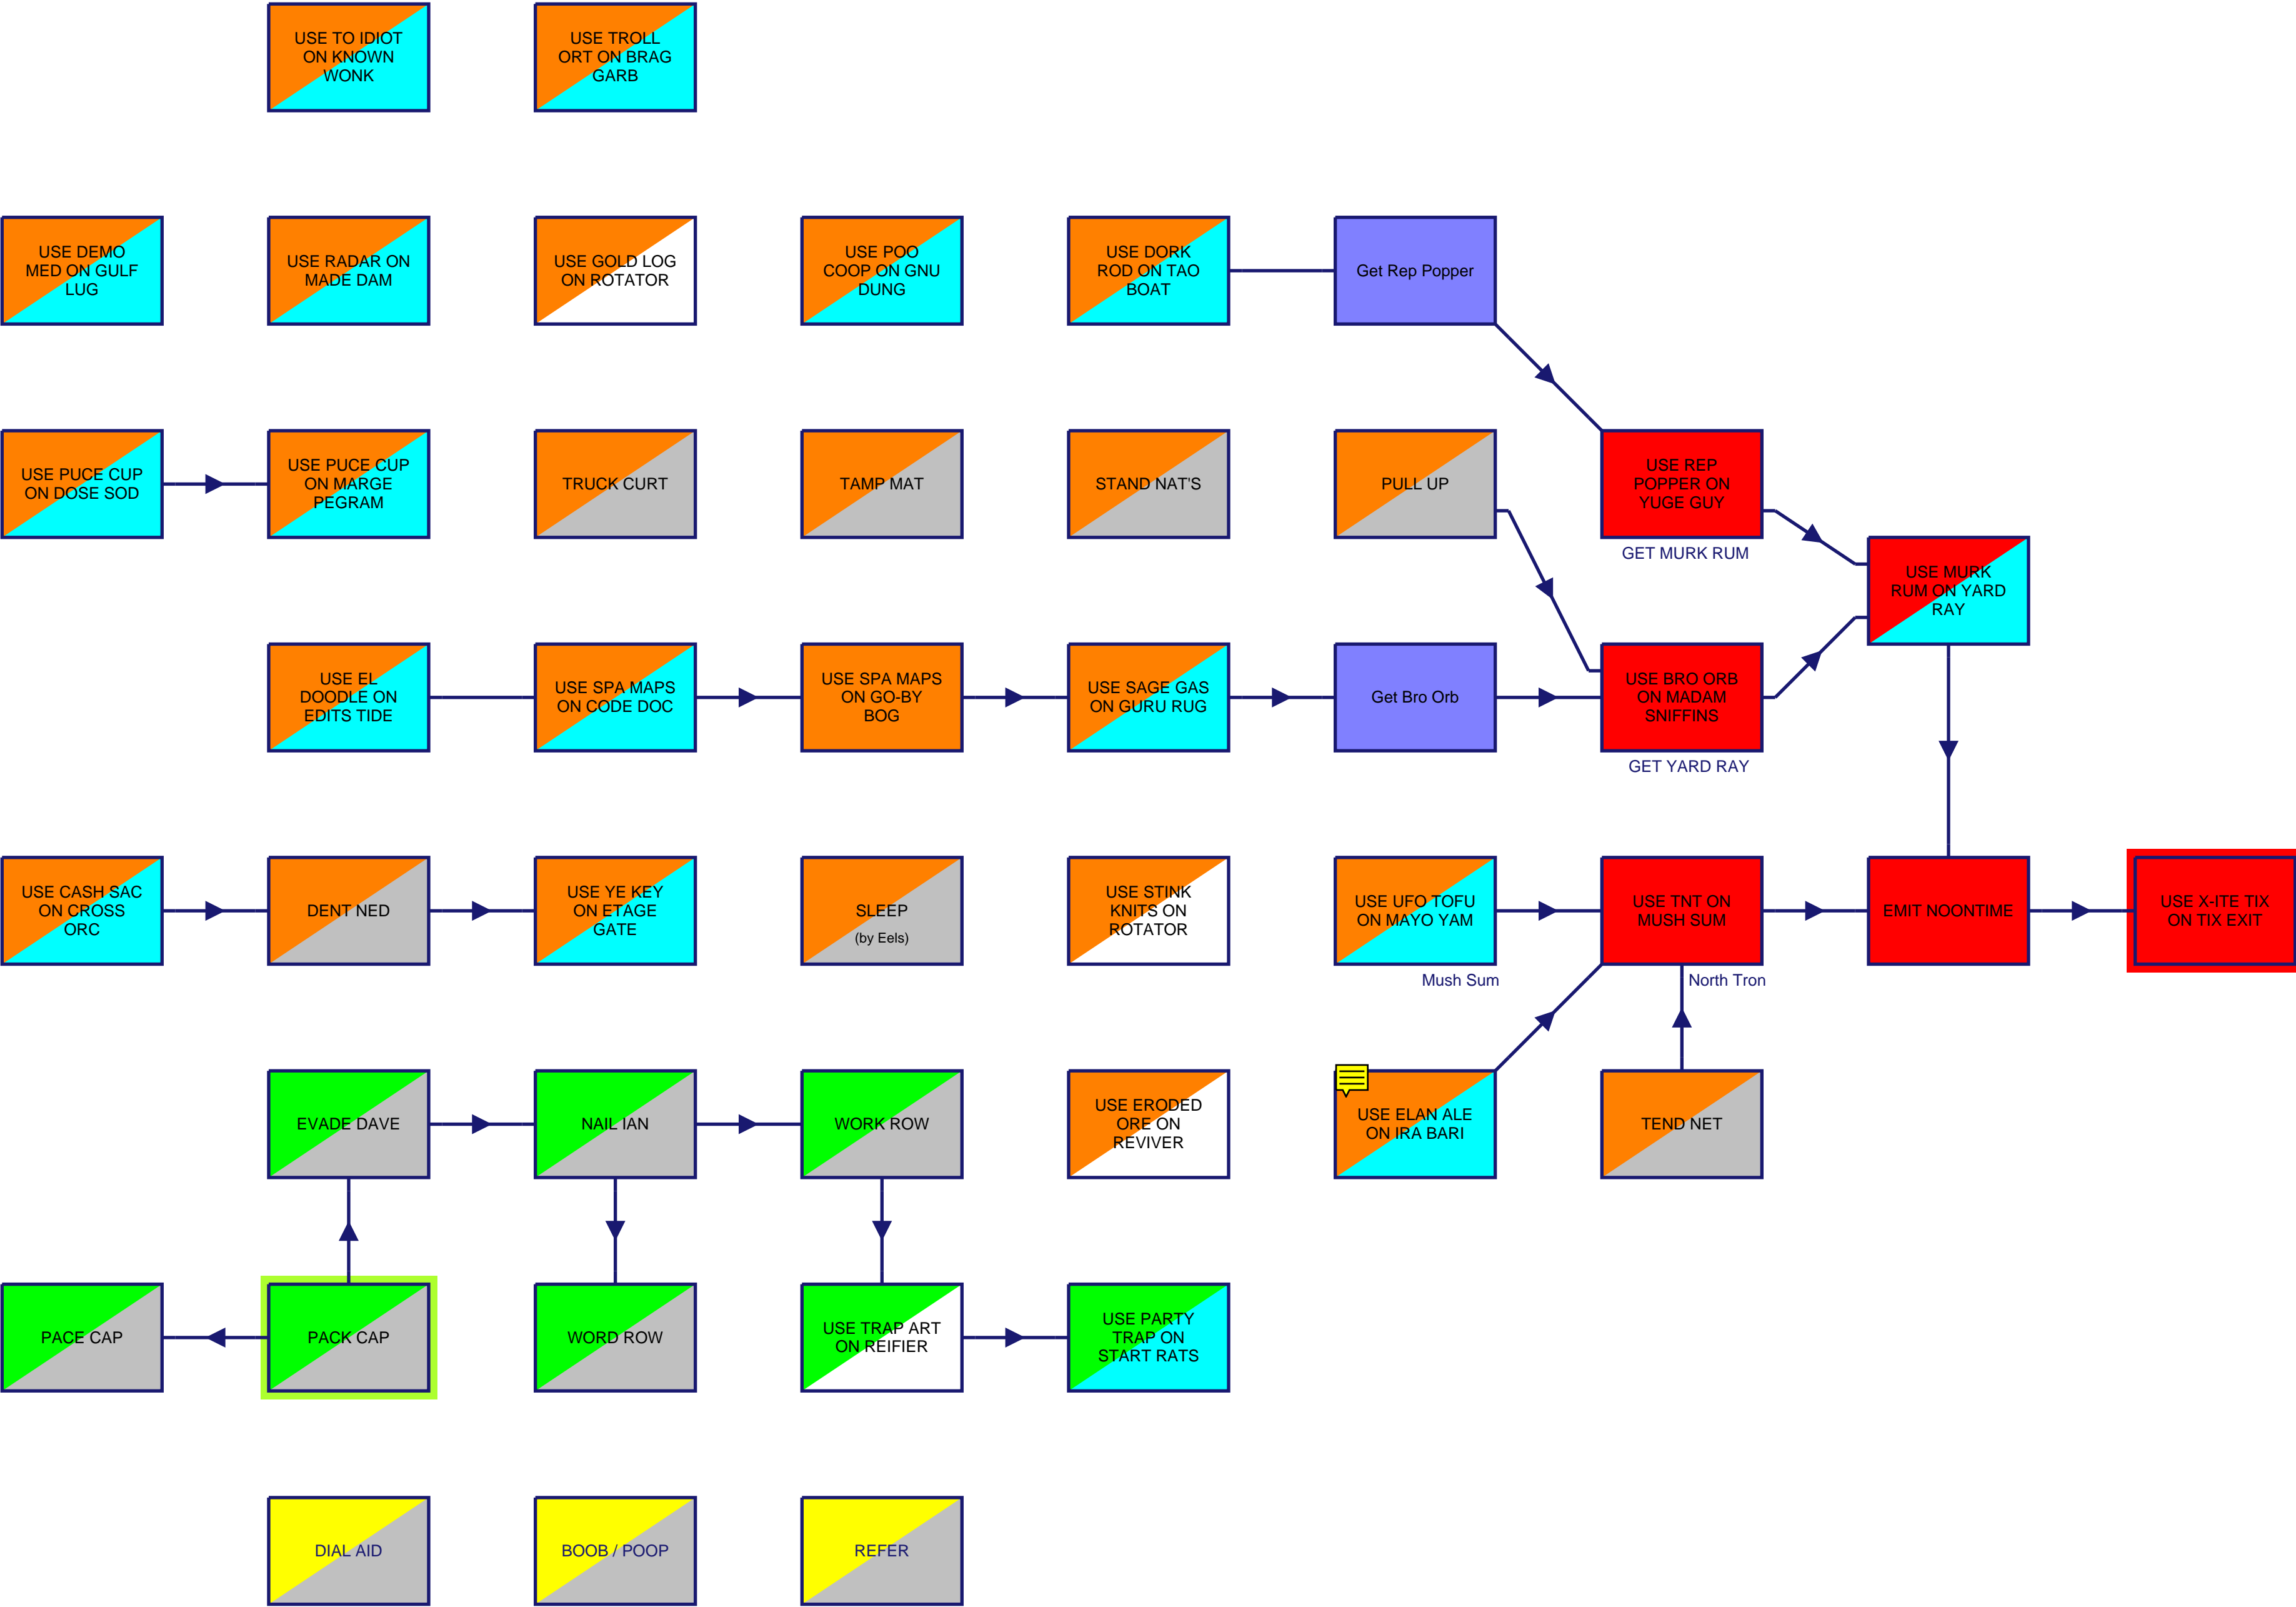 USE TO IDIOT
ON KNOWN
WONK
USE TROLL
ORT ON BRAG
GARB
USE DEMO
MED ON GULF
LUG
USE RADAR ON
MADE DAM
USE GOLD LOG
ON ROTATOR
USE POO
COOP ON GNU
DUNG
USE DORK
ROD ON TAO
BOAT
Get Rep Popper
USE PUCE CUP
ON DOSE SOD
USE PUCE CUP
ON MARGE
PEGRAM
TRUCK CURT
TAMP MAT
STAND NAT'S
PULL UP
USE REP
POPPER ON
YUGE GUY
GET MURK RUM
USE MURK
RUM ON YARD
RAY
USE EL
DOODLE ON
EDITS TIDE
USE SPA MAPS
ON CODE DOC
USE SPA MAPS
ON GO-BY
BOG
USE SAGE GAS
ON GURU RUG
Get Bro Orb
USE BRO ORB
ON MADAM
SNIFFINS
GET YARD RAY
USE CASH SAC
ON CROSS
ORC
DENT NED
USE YE KEY
ON ETAGE
GATE
SLEEP
(by Eels)
USE STINK
KNITS ON
ROTATOR
USE UFO TOFU
ON MAYO YAM
Mush Sum
USE TNT ON
MUSH SUM
North Tron
EMIT NOONTIME
USE X-ITE TIX
ON TIX EXIT
EVADE DAVE
NAIL IAN
WORK ROW
USE ERODED
ORE ON
REVIVER
USE ELAN ALE
ON IRA BARI
TEND NET
PACE CAP
PACK CAP
WORD ROW
USE TRAP ART
ON REIFIER
USE PARTY
TRAP ON
START RATS
DIAL AID
BOOB / POOP
REFER